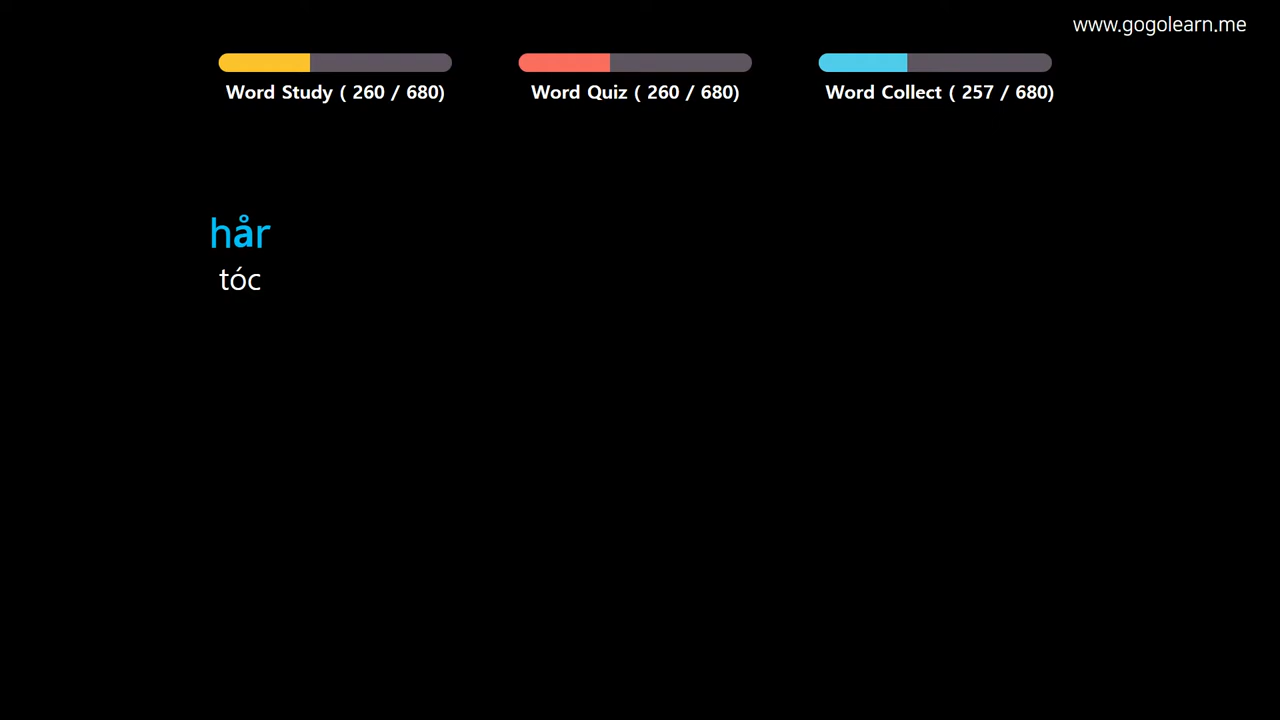 www.gogolearn.me
Word Study ( 260 / 680)
Word Quiz ( 260 / 680)
Word Collect ( 257 / 680)
hår
tóc